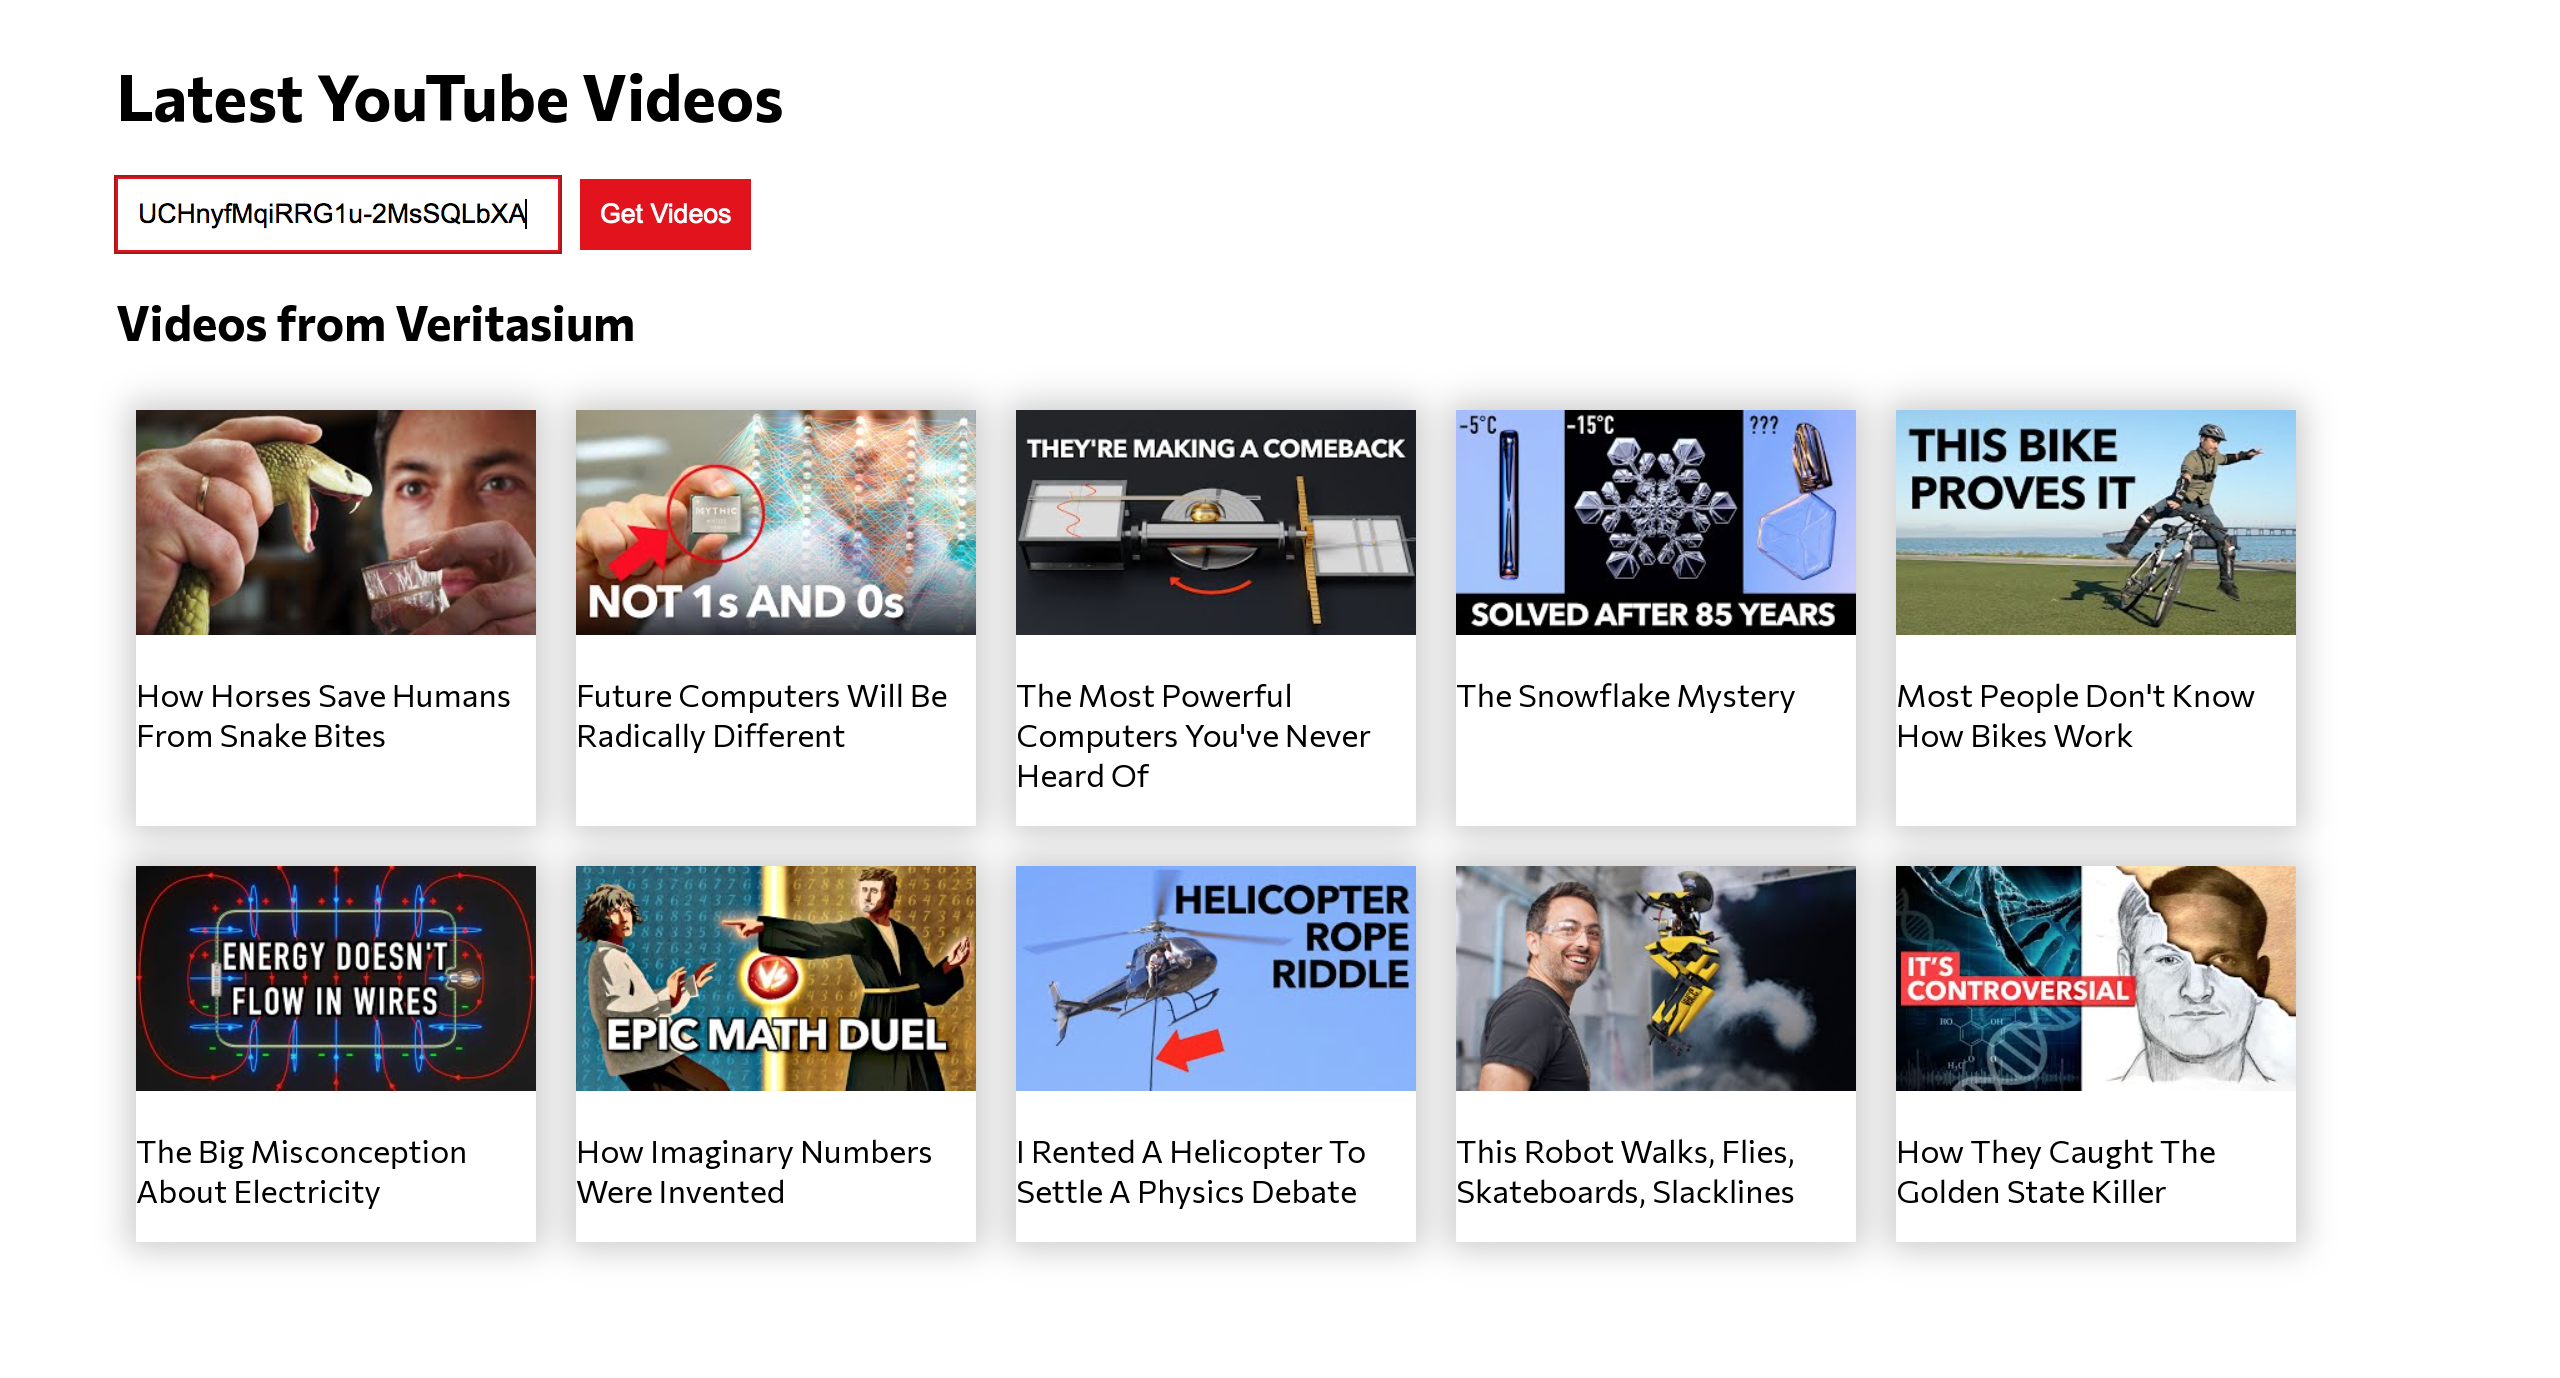 Latest YouTube Videos
UCHnyfMqiRRG1u-2MsSQLbXA
Get Videos
Videos from Veritasium
MYTHIC
NOT 1s AND 0s
THEY'RE MAKING A COMEBACK
-5°C
-15°C
???
SOLVED AFTER 85 YEARS
THIS BIKE
PROVES IT
How Horses Save Humans
From Snake Bites
Future Computers Will Be
Radically Different
The Most Powerful
Computers You've Never
Heard Of
The Snowflake Mystery
Most People Don't Know
How Bikes Work
ENERGY DOESN'T
FLOW IN WIRES
VS
EPIC MATH DUEL
HELICOPTER
ROPE
RIDDLE
IT'S
CONTROVERSIAL
HO
OH
The Big Misconception
About Electricity
How Imaginary Numbers
Were Invented
I Rented A Helicopter To
Settle A Physics Debate
This Robot Walks, Flies,
Skateboards, Slacklines
How They Caught The
Golden State Killer